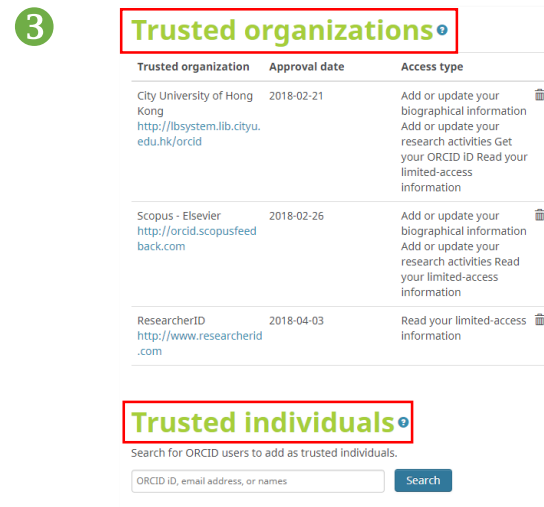 3
Trusted organizations
Trusted organization Approval date Access type
City University of Hong Kong http://lbsystem.lib.cityu.edu.hk/orcid 2018-02-21 Add or update your
biographical information
Add or update your
research activities Get
your ORCID iD Read your
limited-access
information
Scopus - Elsevier http://orcid.scopusfeedback.com 2018-02-26 Add or update your
biographical information
Add or update your
research activities Read
your limited-access
information
ResearcherID http://www.researcherid.com 2018-04-03 Read your limited-access
information
Trusted individuals
Search for ORCID users to add as trusted individuals.
ORCID iD, email address, or names Search